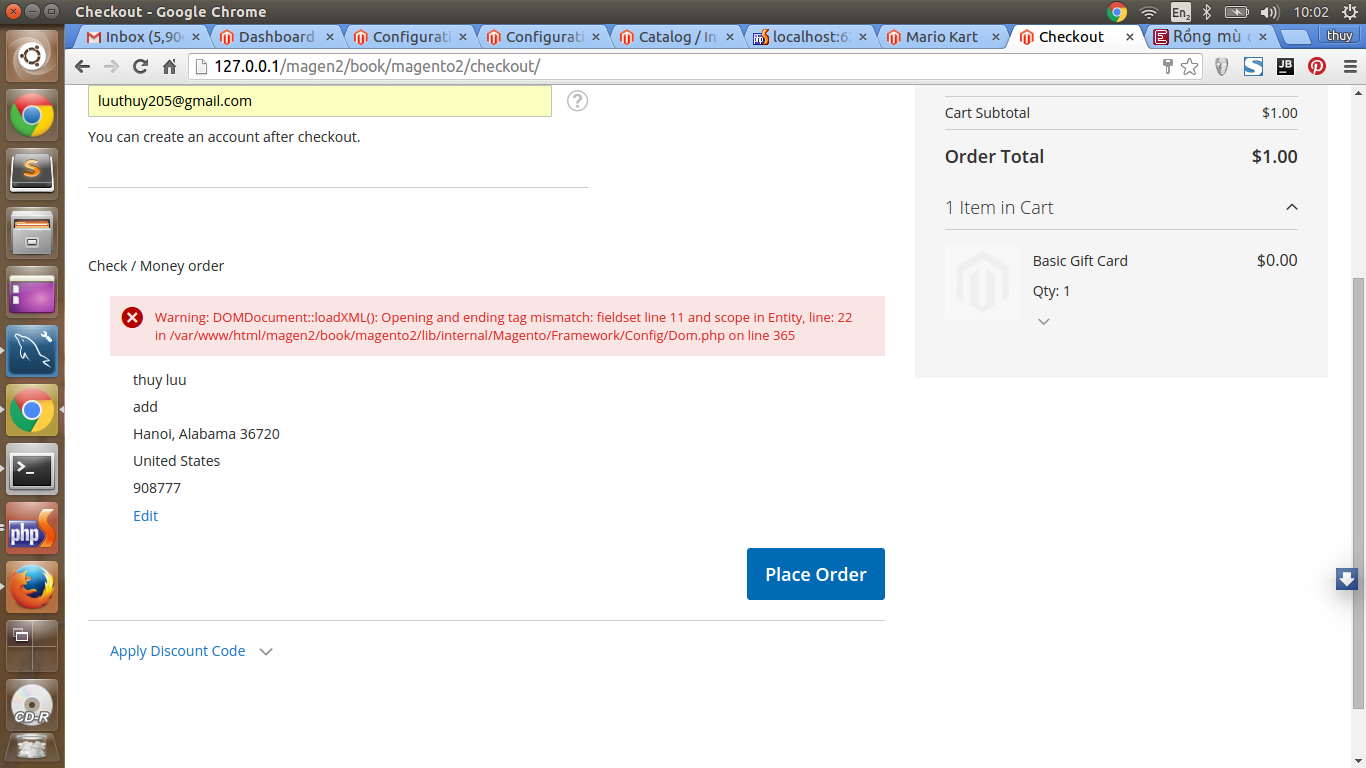 Checkout - Google Chrome
En2
10:02
Inbox (5,90
Dashboard
Configurati
Configurati
Catalog / In
localhost:63
Mario Kart
Checkout
Rồng mù
thuy
127.0.0.1/magen2/book/magento2/checkout/
JB
luuthuy205@gmail.com
?
You can create an account after checkout.
Check / Money order
Warning: DOMDocument::loadXML(): Opening and ending tag mismatch: fieldset line 11 and scope in Entity, line: 22
in /var/www/html/magen2/book/magento2/lib/internal/Magento/Framework/Config/Dom.php on line 365
thuy luu
add
Hanoi, Alabama 36720
United States
908777
Edit
Place Order
Apply Discount Code
Cart Subtotal $1.00
Order Total $1.00
1 Item in Cart
Basic Gift Card $0.00
Qty: 1
php
CD-R